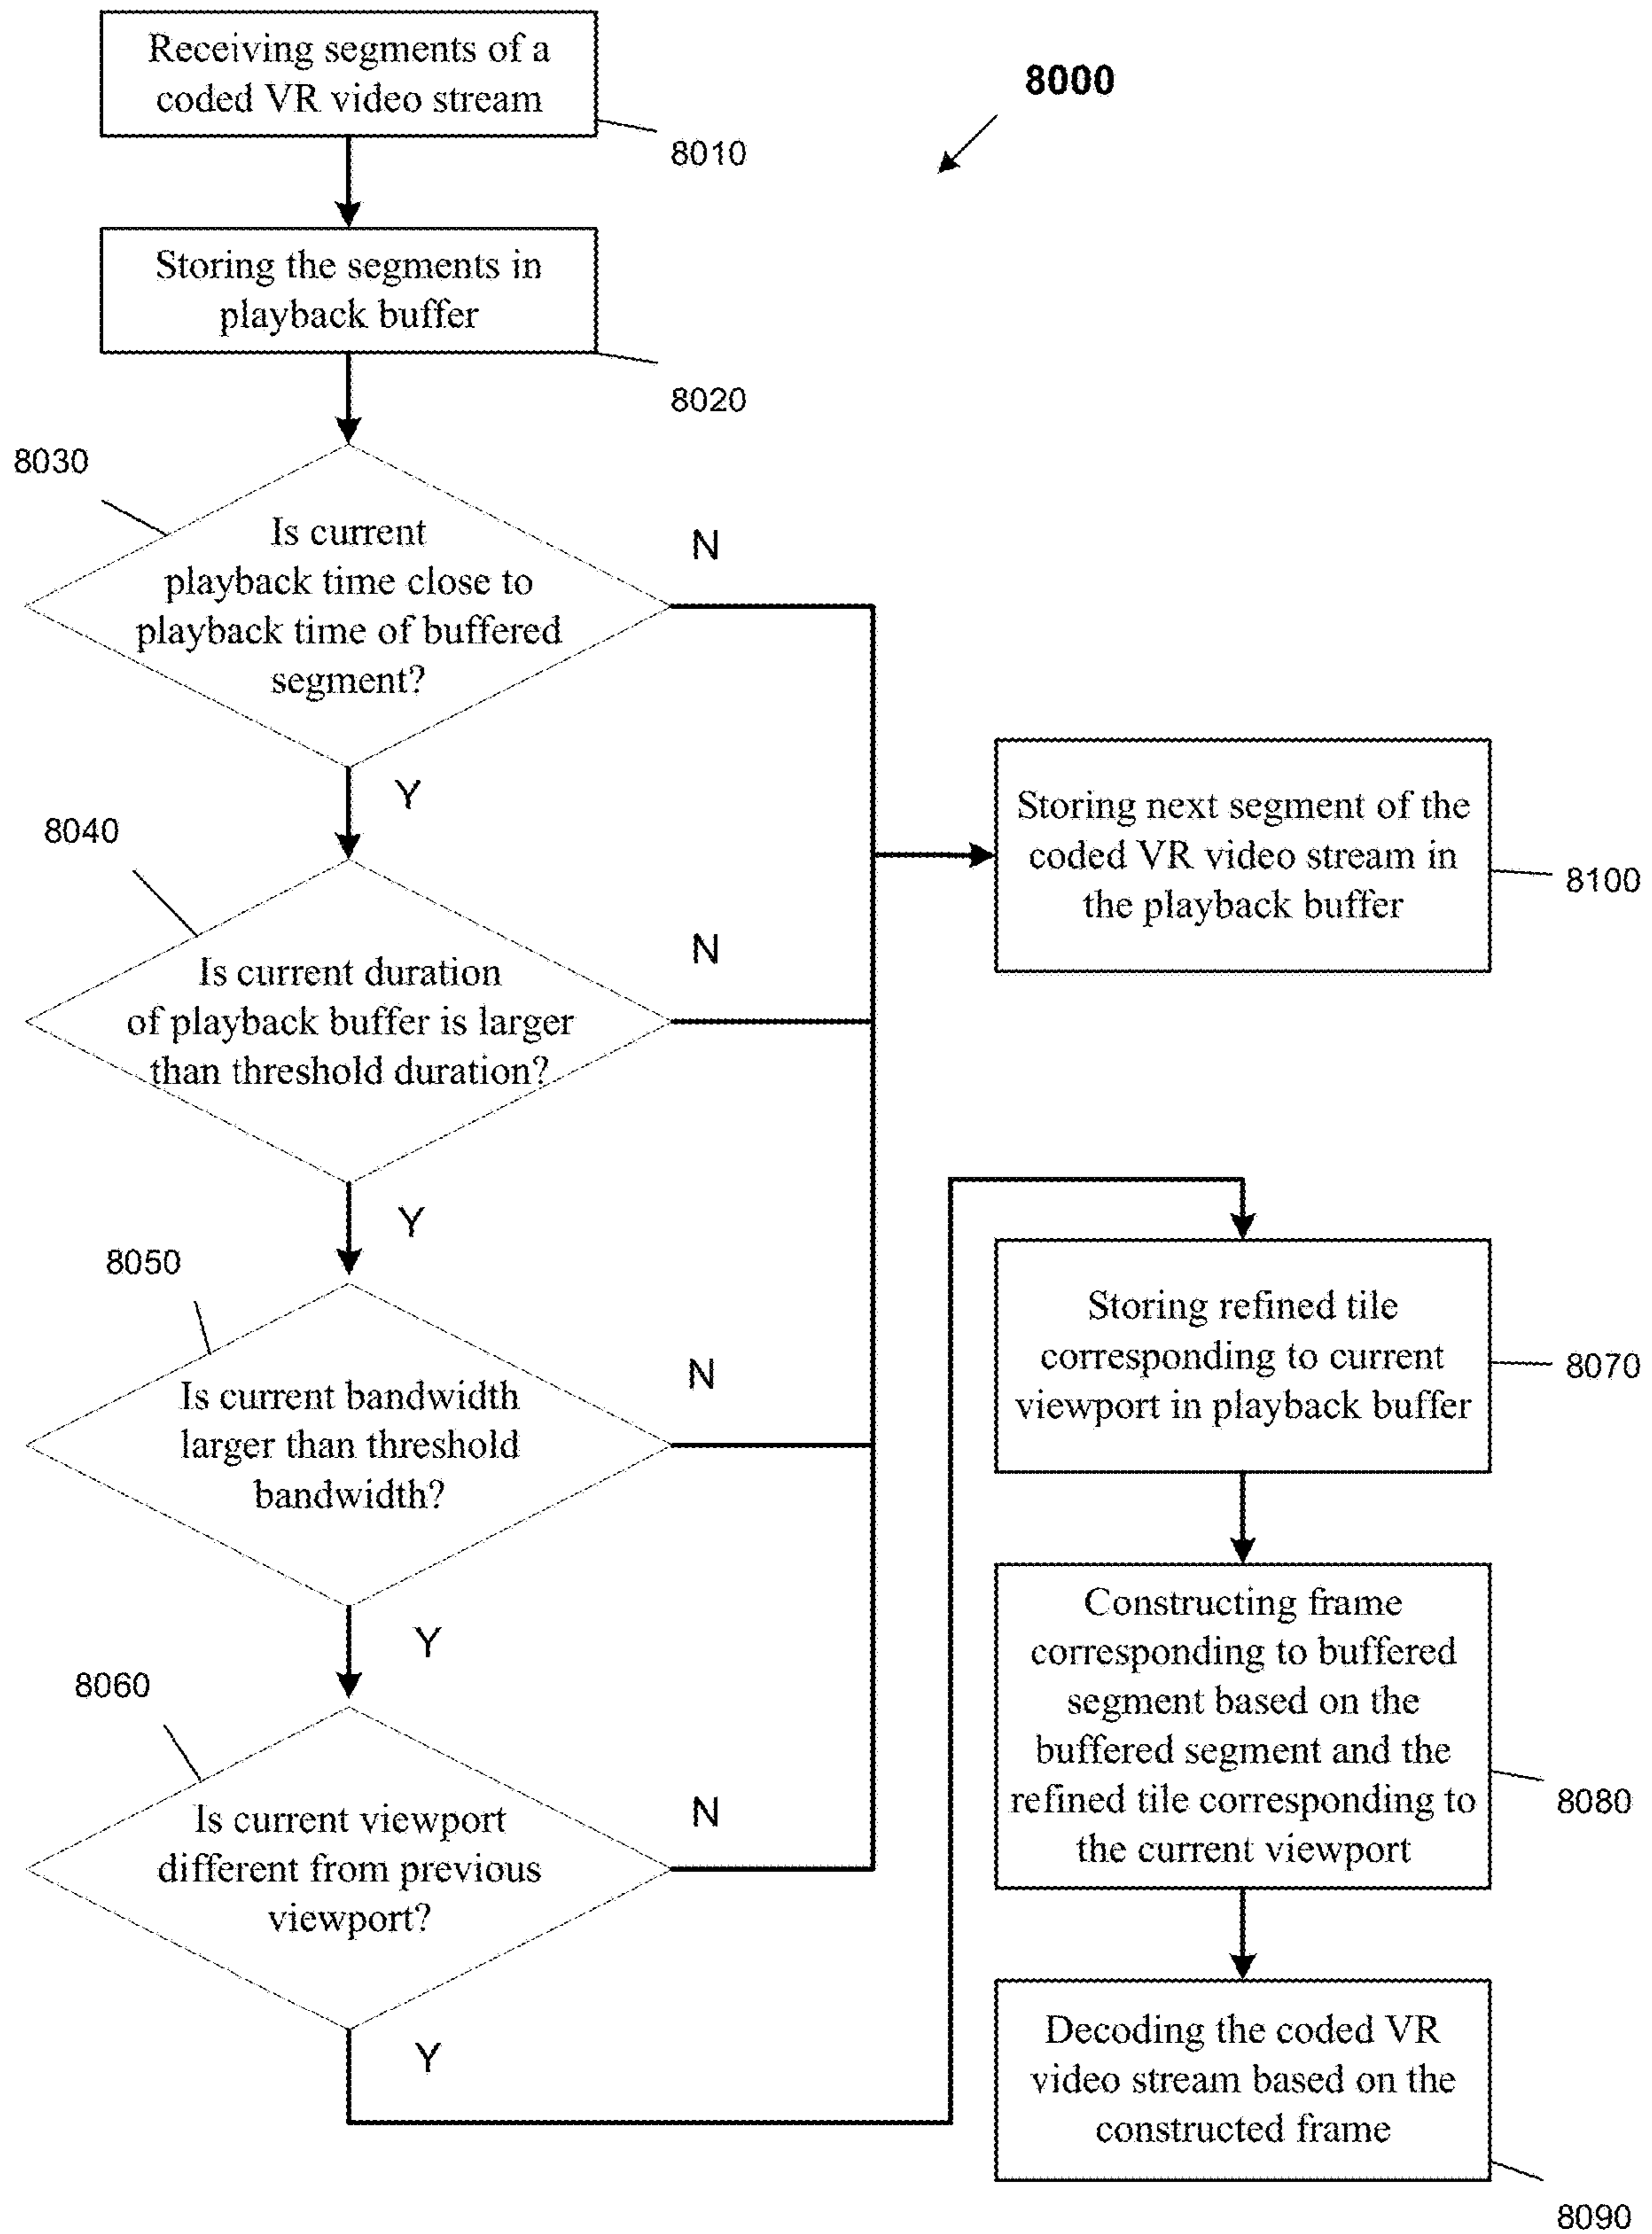 Receiving segments of a
coded VR video stream
8000
8010
Storing the segments in
playback buffer
8020
8030
Is current
playback time close to
playback time of buffered
segment?
N
Y
8040
Storing next segment of the
coded VR video stream in
the playback buffer
8100
Is current duration
of playback buffer is larger
than threshold duration?
N
Y
8050
Is current bandwidth
larger than threshold
bandwidth?
N
Y
8060
Is current viewport
different from previous
viewport?
N
Y
Storing refined tile
corresponding to current
viewport in playback buffer
8070
Constructing frame
corresponding to buffered
segment based on the
buffered segment and the
refined tile corresponding to
the current viewport
8080
Decoding the coded VR
video stream based on the
constructed frame
8090